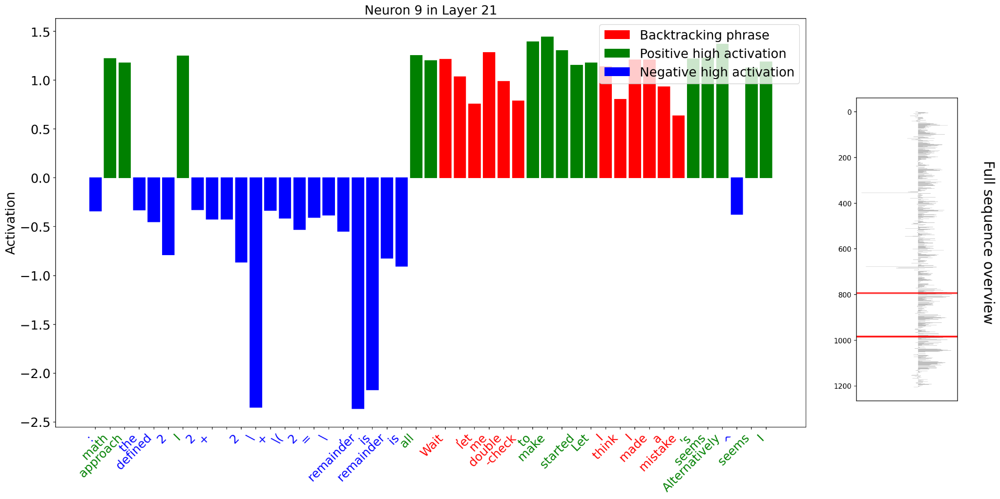 Neuron 9 in Layer 21
Backtracking phrase
Positive high activation
Negative high activation
Activation
1.5
1.0
0.5
0.0
−0.5
−1.0
−1.5
−2.0
−2.5
:
math
approach
the
defined
2
I
2
+
2
\
+
\(
2
=
\
,
remainder
is
remainder
is
all
Wait
,
let
me
double
-check
to
make
started
Let
I
think
I
made
a
mistake
's
seems
Alternatively
^
seems
I
0
200
400
600
800
1000
1200
Full sequence overview